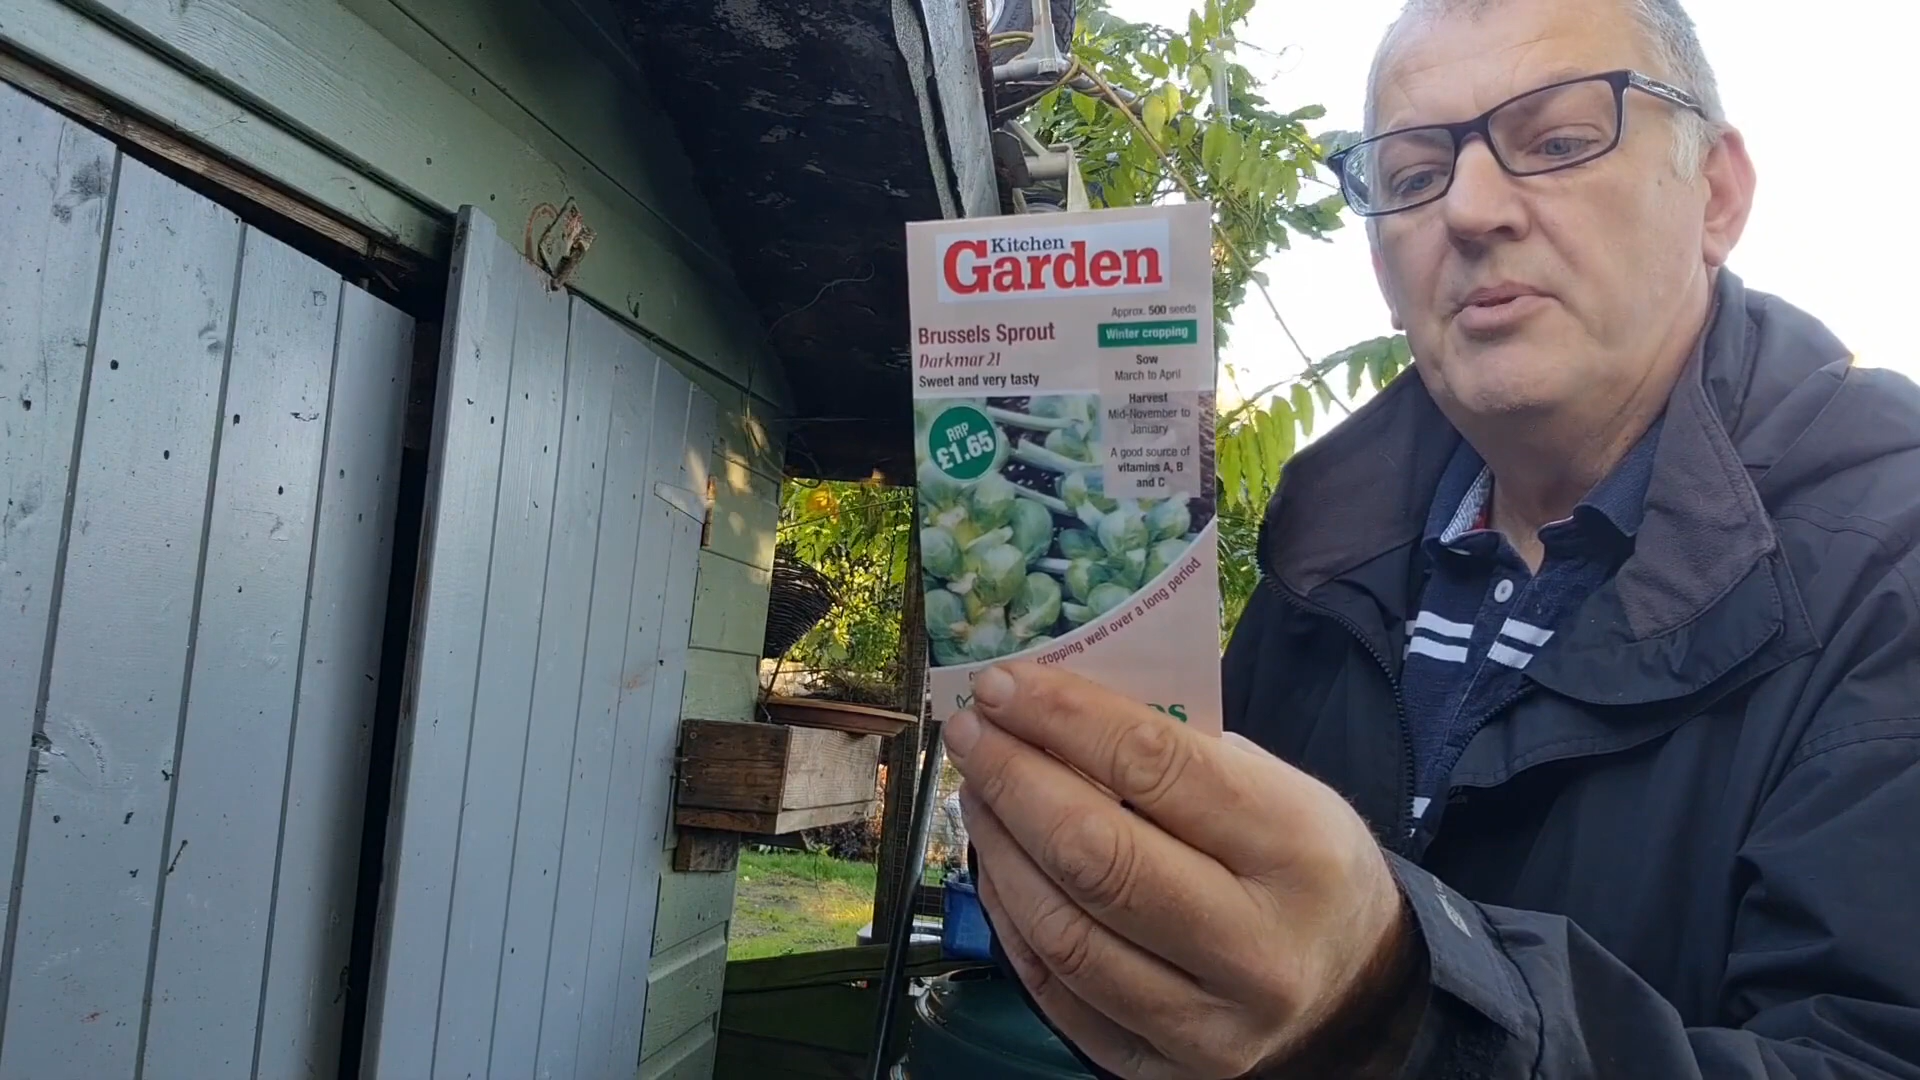 Kitchen
Garden
Approx. 500 seeds
Brussels Sprout
Darkmar 21
Sweet and very tasty
Winter cropping
Sow
March to April
Harvest
Mid-November to
January
A good source of
vitamins A, B
and C
RRP
£1.65
cropping well over a long period